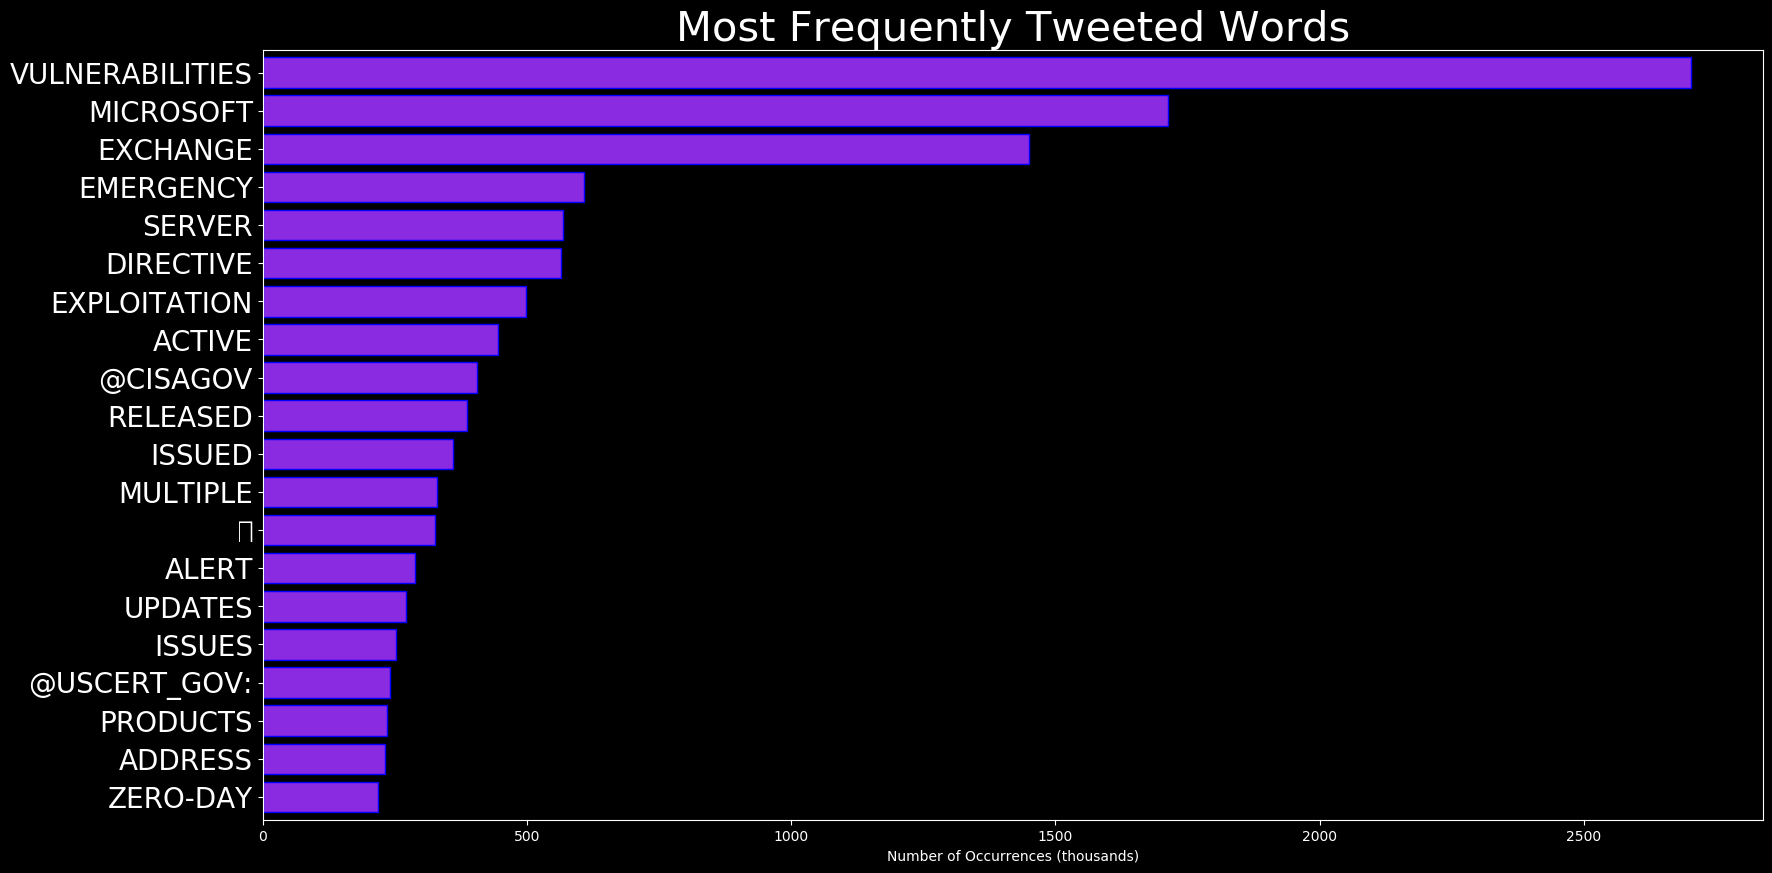 Most Frequently Tweeted Words
VULNERABILITIES
MICROSOFT
EXCHANGE
EMERGENCY
SERVER
DIRECTIVE
EXPLOITATION
ACTIVE
@CISAGOV
RELEASED
ISSUED
MULTIPLE
ALERT
UPDATES
ISSUES
@USCERT_GOV:
PRODUCTS
ADDRESS
ZERO-DAY
0 500 1000 1500 2000 2500
Number of Occurrences (thousands)